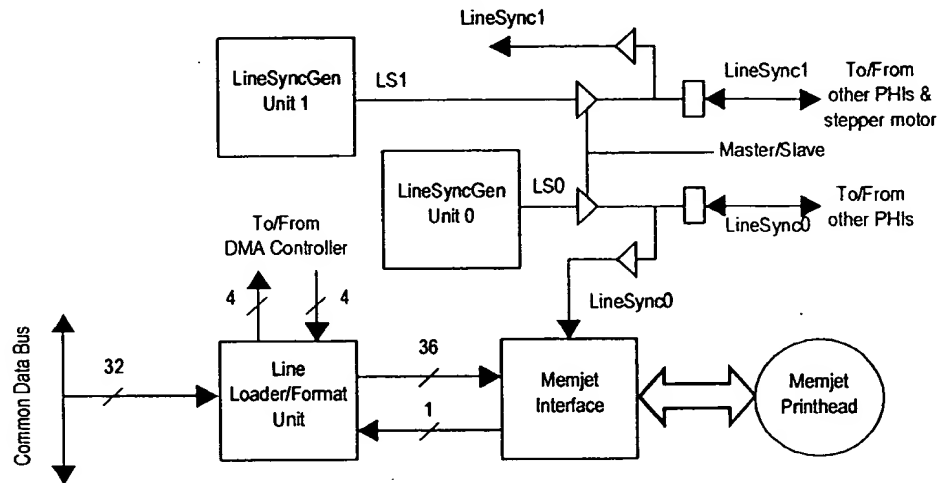 LineSync1
LineSyncGen
Unit 1
LS1
LineSync1
To/From
other PHIs &
stepper motor
Master/Slave
LineSyncGen
Unit 0
LS0
LineSync0
To/From
other PHIs
To/From
DMA Controller
4
4
LineSync0
Common Data Bus
32
Line
Loader/Format
Unit
36
1
Memjet
Interface
Memjet
Printhead